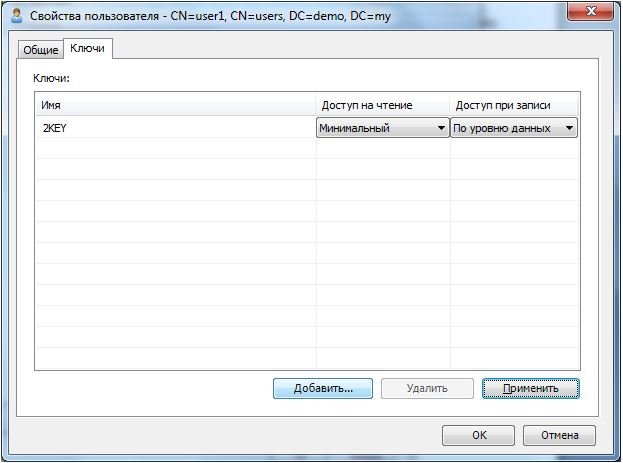 Свойства пользователя - CN=user1, CN=users, DC=demo, DC=my
Общие Ключи
Ключи:
Имя Доступ на чтение Доступ при записи
2KEY Минимальный По уровню данных
Добавить... Удалить Применить
OK Отмена